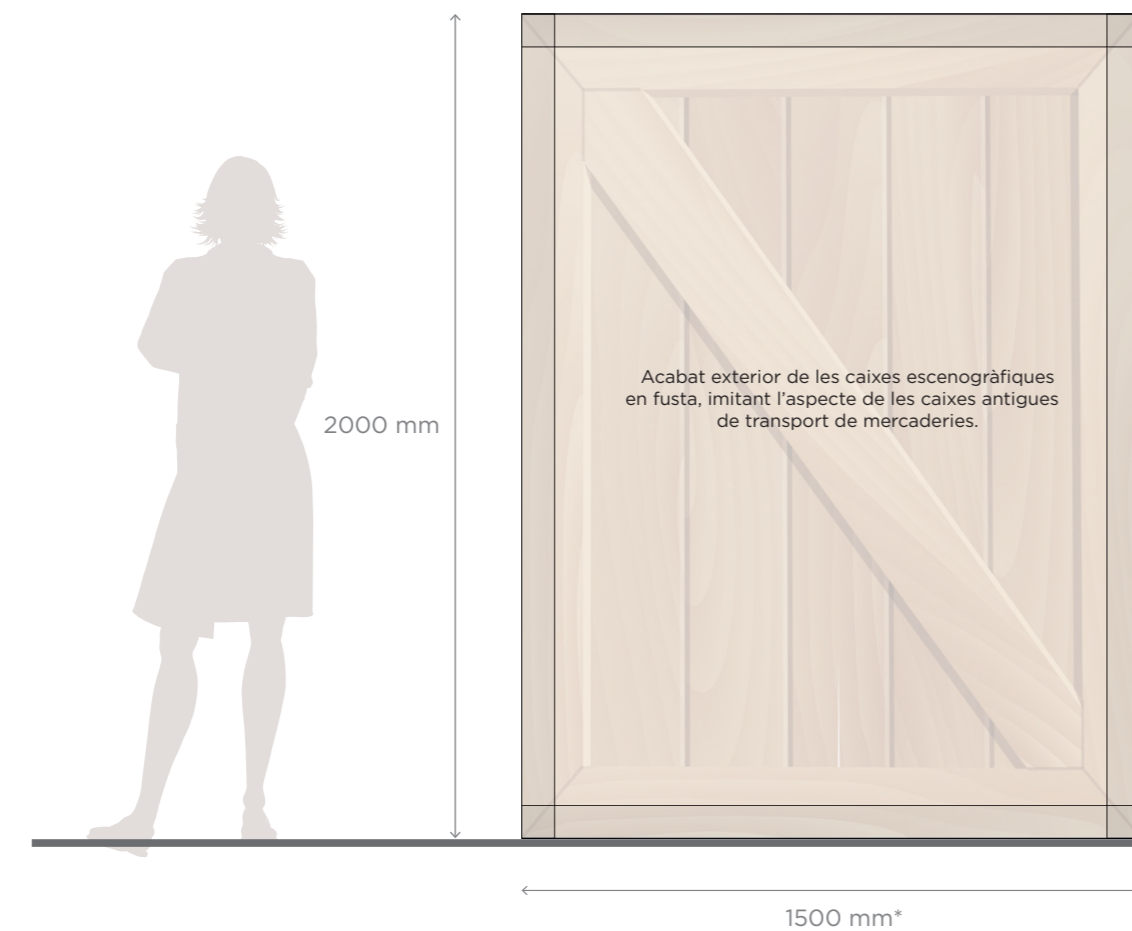 2000 mm
Acabat exterior de les caixes escenogràfiques
en fusta, imitant l’aspecte de les caixes antigues
de transport de mercaderies.
1500 mm*